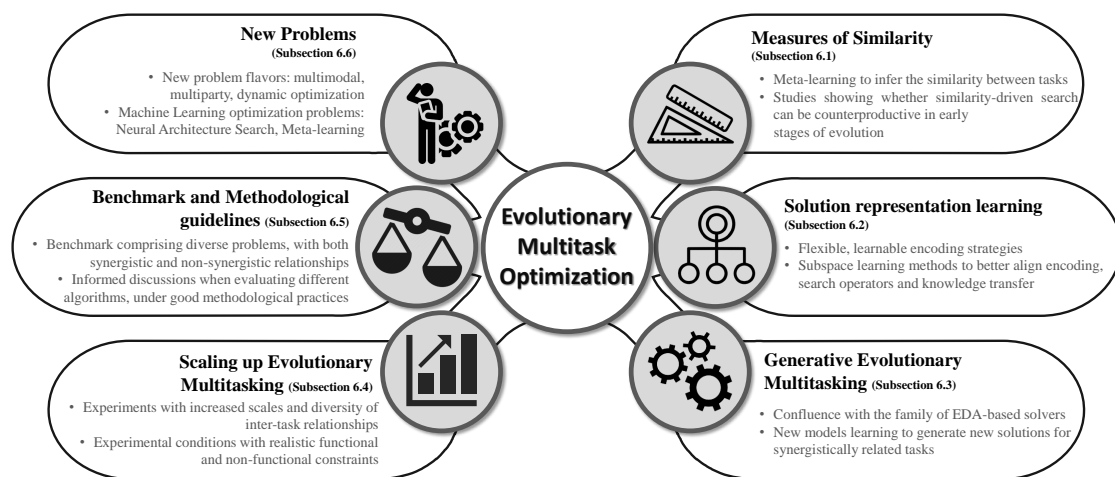 New Problems
(Subsection 6.6)
• New problem flavors: multimodal,
multiparty, dynamic optimization
• Machine Learning optimization problems:
Neural Architecture Search, Meta-learning
Benchmark and Methodological
guidelines (Subsection 6.5)
• Benchmark comprising diverse problems, with both
synergistic and non-synergistic relationships
• Informed discussions when evaluating different
algorithms, under good methodological practices
Scaling up Evolutionary
Multitasking (Subsection 6.4)
• Experiments with increased scales and diversity of
inter-task relationships
• Experimental conditions with realistic functional
and non-functional constraints
Evolutionary
Multitask
Optimization
Measures of Similarity
(Subsection 6.1)
• Meta-learning to infer the similarity between tasks
• Studies showing whether similarity-driven search
can be counterproductive in early
stages of evolution
Solution representation learning
(Subsection 6.2)
• Flexible, learnable encoding strategies
• Subspace learning methods to better align encoding,
search operators and knowledge transfer
Generative Evolutionary
Multitasking (Subsection 6.3)
• Confluence with the family of EDA-based solvers
• New models learning to generate new solutions for
synergistically related tasks